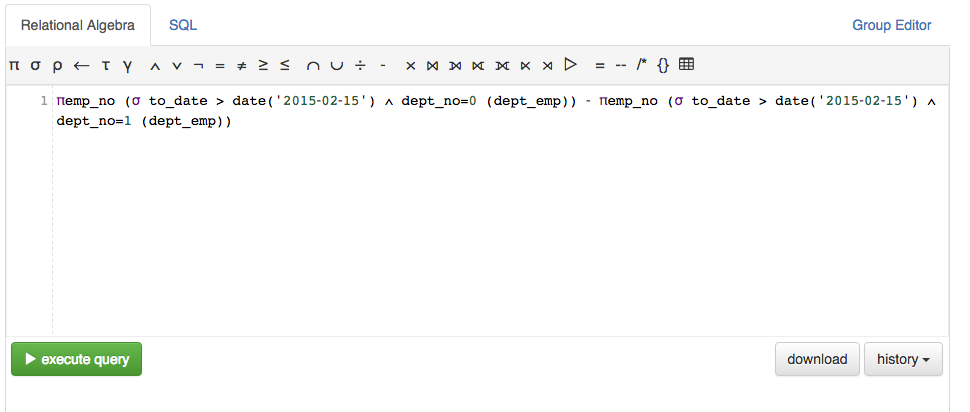 Relational Algebra SQL Group Editor
π σ ρ ← τ γ ∧ ∨ ¬ = ≠ ≥ ≤ ∩ ∪ ÷ - × ⋈ ⟕ ⟖ ⟗ ⋉ ⋊ ▷ = -- /* {}
1 πemp_no (σ to_date > date('2015-02-15') ∧ dept_no=0 (dept_emp)) - πemp_no (σ to_date > date('2015-02-15') ∧
dept_no=1 (dept_emp))
execute query download history